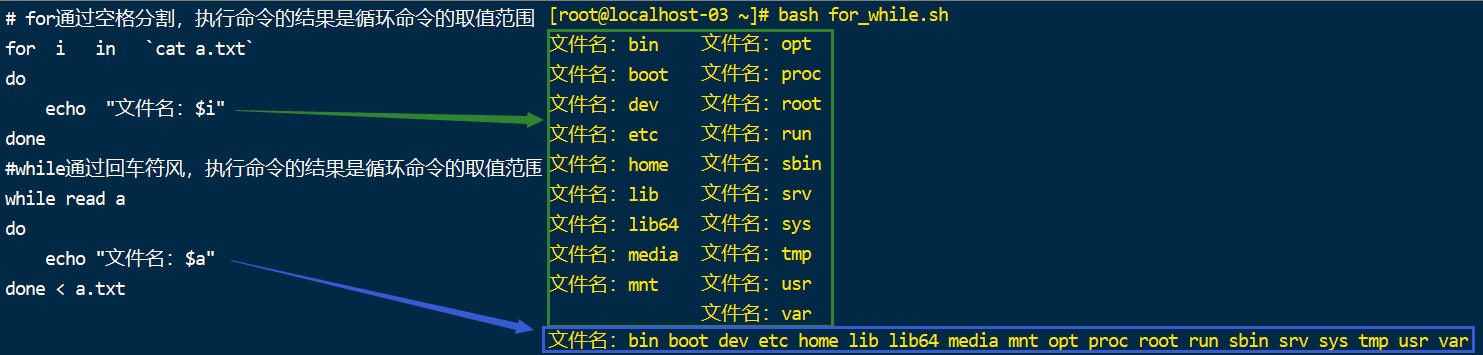 # for通过空格分割，执行命令的结果是循环命令的取值范围
for  i   in   `cat a.txt`
do
    echo  "文件名：$i"
done
#while通过回车符风，执行命令的结果是循环命令的取值范围
while read a
do
    echo "文件名：$a"
done < a.txt
[root@localhost-03 ~]# bash for_while.sh
文件名：bin
文件名：boot
文件名：dev
文件名：etc
文件名：home
文件名：lib
文件名：lib64
文件名：media
文件名：mnt
文件名：opt
文件名：proc
文件名：root
文件名：run
文件名：sbin
文件名：srv
文件名：sys
文件名：tmp
文件名：usr
文件名：var
文件名：bin boot dev etc home lib lib64 media mnt opt proc root run sbin srv sys tmp usr var